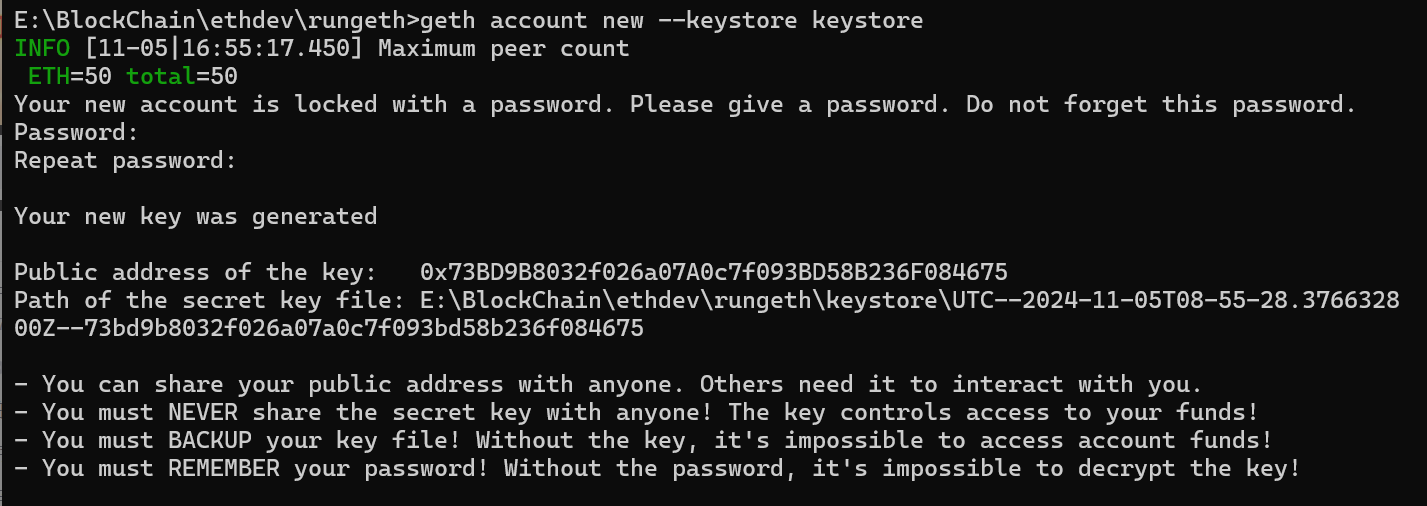 E:\BlockChain\ethdev\rungeth>geth account new --keystore keystore
INFO [11-05|16:55:17.450] Maximum peer count
ETH=50 total=50
Your new account is locked with a password. Please give a password. Do not forget this password.
Password:
Repeat password:
Your new key was generated
Public address of the key:   0x73BD9B8032f026a07A0c7f093BD58B236F084675
Path of the secret key file: E:\BlockChain\ethdev\rungeth\keystore\UTC--2024-11-05T08-55-28.3766328
00Z--73bd9b8032f026a07a0c7f093bd58b236f084675
- You can share your public address with anyone. Others need it to interact with you.
- You must NEVER share the secret key with anyone! The key controls access to your funds!
- You must BACKUP your key file! Without the key, it's impossible to access account funds!
- You must REMEMBER your password! Without the password, it's impossible to decrypt the key!